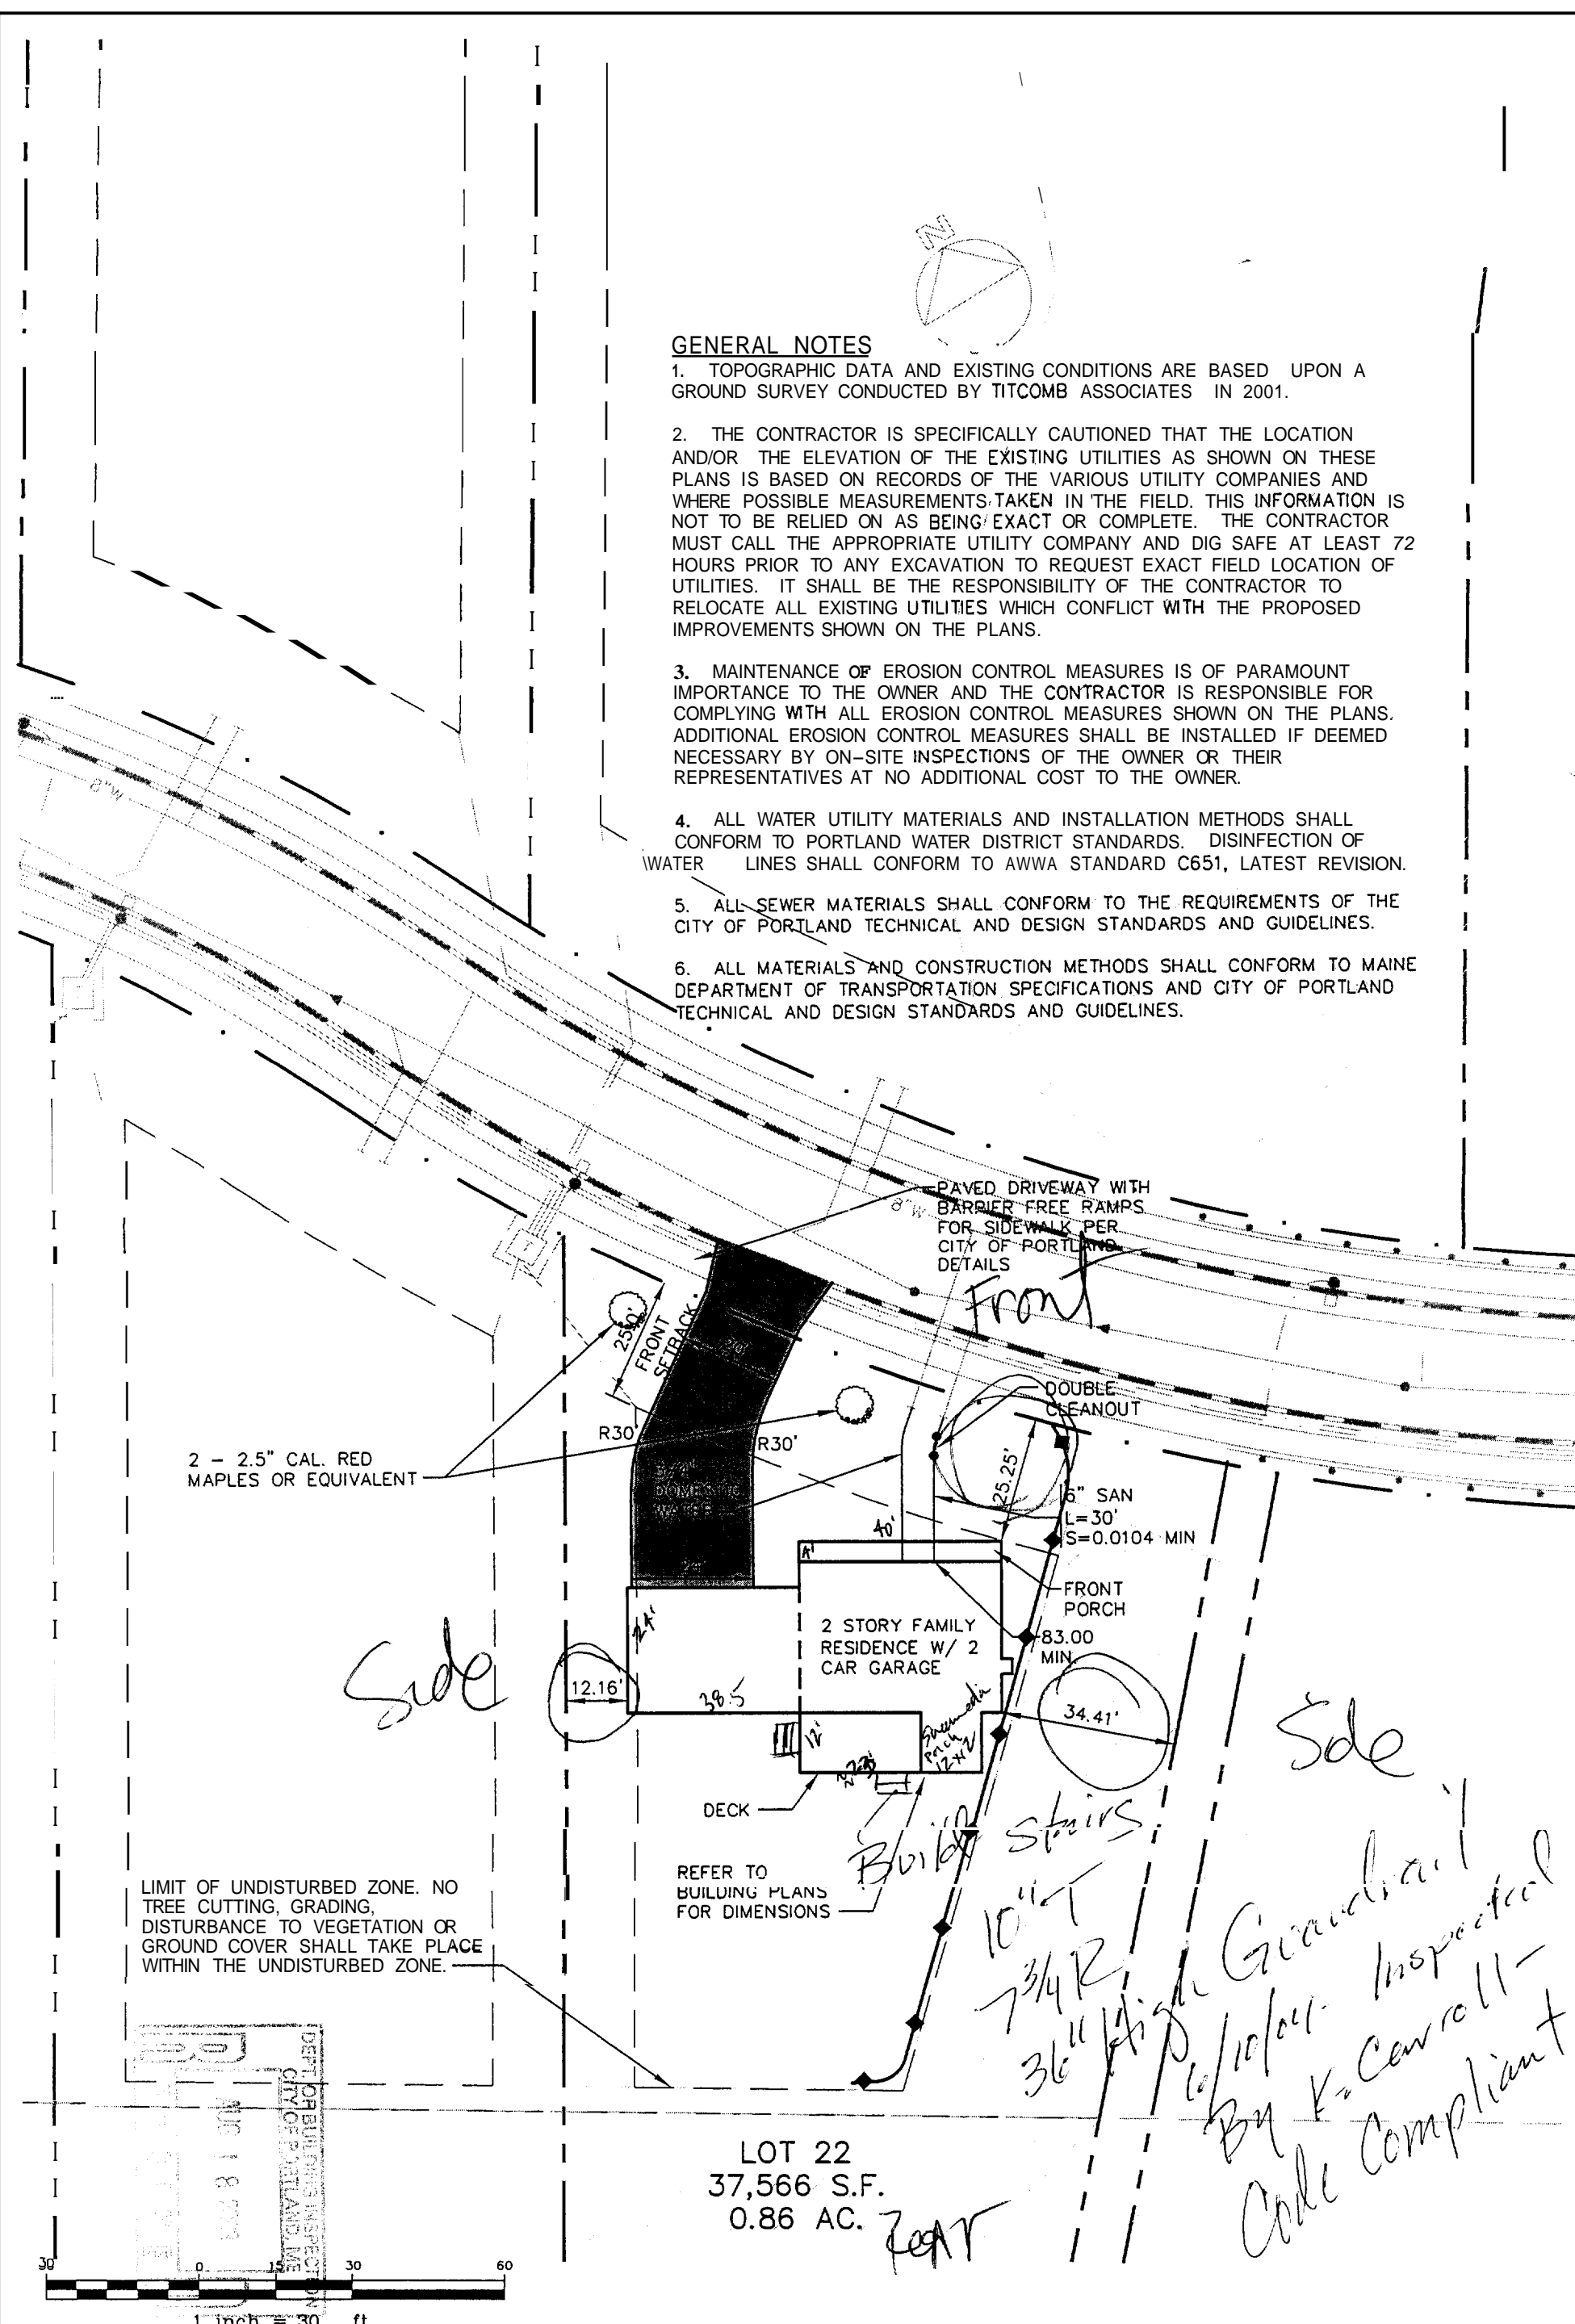 N
GENERAL NOTES
1. TOPOGRAPHIC DATA AND EXISTING CONDITIONS ARE BASED UPON A
GROUND SURVEY CONDUCTED BY TITCOMB ASSOCIATES IN 2001.
2. THE CONTRACTOR IS SPECIFICALLY CAUTIONED THAT THE LOCATION
AND/OR THE ELEVATION OF THE EXISTING UTILITIES AS SHOWN ON THESE
PLANS IS BASED ON RECORDS OF THE VARIOUS UTILITY COMPANIES AND
WHERE POSSIBLE MEASUREMENTS TAKEN IN THE FIELD. THIS INFORMATION IS
NOT TO BE RELIED ON AS BEING EXACT OR COMPLETE. THE CONTRACTOR
MUST CALL THE APPROPRIATE UTILITY COMPANY AND DIG SAFE AT LEAST 72
HOURS PRIOR TO ANY EXCAVATION TO REQUEST EXACT FIELD LOCATION OF
UTILITIES. IT SHALL BE THE RESPONSIBILITY OF THE CONTRACTOR TO
RELOCATE ALL EXISTING UTILITIES WHICH CONFLICT WITH THE PROPOSED
IMPROVEMENTS SHOWN ON THE PLANS.
3. MAINTENANCE OF EROSION CONTROL MEASURES IS OF PARAMOUNT
IMPORTANCE TO THE OWNER AND THE CONTRACTOR IS RESPONSIBLE FOR
COMPLYING WITH ALL EROSION CONTROL MEASURES SHOWN ON THE PLANS.
ADDITIONAL EROSION CONTROL MEASURES SHALL BE INSTALLED IF DEEMED
NECESSARY BY ON-SITE INSPECTIONS OF THE OWNER OR THEIR
REPRESENTATIVES AT NO ADDITIONAL COST TO THE OWNER.
4. ALL WATER UTILITY MATERIALS AND INSTALLATION METHODS SHALL
CONFORM TO PORTLAND WATER DISTRICT STANDARDS. DISINFECTION OF
WATER LINES SHALL CONFORM TO AWWA STANDARD C651, LATEST REVISION.
5. ALL SEWER MATERIALS SHALL CONFORM TO THE REQUIREMENTS OF THE
CITY OF PORTLAND TECHNICAL AND DESIGN STANDARDS AND GUIDELINES.
6. ALL MATERIALS AND CONSTRUCTION METHODS SHALL CONFORM TO MAINE
DEPARTMENT OF TRANSPORTATION SPECIFICATIONS AND CITY OF PORTLAND
TECHNICAL AND DESIGN STANDARDS AND GUIDELINES.
8"W
8"W
PAVED DRIVEWAY WITH
BARRIER FREE RAMPS
FOR SIDEWALK PER
CITY OF PORTLAND
DETAILS
Front
25.0'
FRONT
SETBACK
DOUBLE
CLEANOUT
R30'
R30'
2 - 2.5" CAL. RED
MAPLES OR EQUIVALENT
DOMESTIC
WATER
25.25'
6" SAN
L=30'
S=0.0104 MIN
40'
4'
FRONT
PORCH
24'
2 STORY FAMILY
RESIDENCE W/ 2
CAR GARAGE
83.00
MIN.
Side
12.16'
38.5
34.41'
Side
12'
Porch
12x12
DECK
Build stairs
10" T
7 3/4 R
36" High Guardrail
6/10/04 Inspected
By K. Carroll -
Code Compliant
REFER TO
BUILDING PLANS
FOR DIMENSIONS
LIMIT OF UNDISTURBED ZONE. NO
TREE CUTTING, GRADING,
DISTURBANCE TO VEGETATION OR
GROUND COVER SHALL TAKE PLACE
WITHIN THE UNDISTURBED ZONE.
DEPT. OF BUILDING INSPECTION
CITY OF PORTLAND, ME
LOT 22
37,566 S.F.
0.86 AC.
Rear
30 0 15 30 60
1 inch = 30 ft.